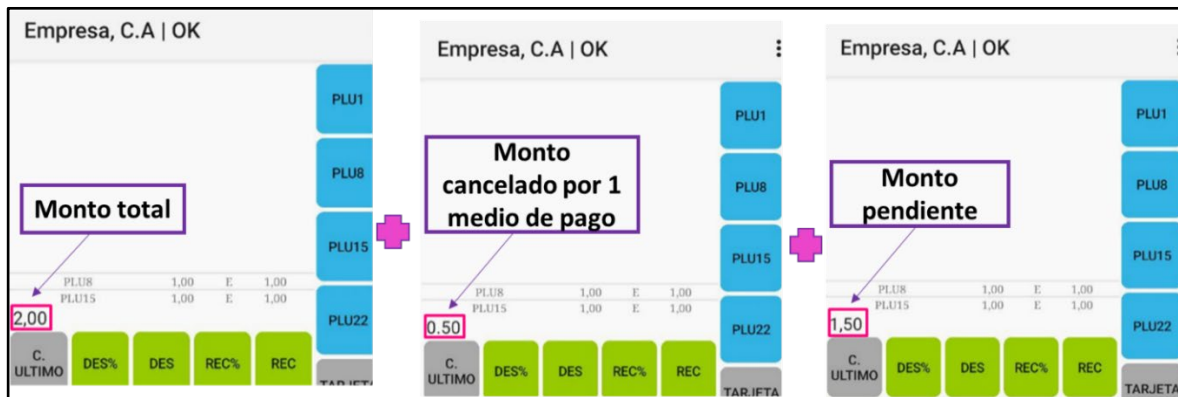 Empresa, C.A | OK
PLU1
PLU8
Monto total
PLU15
PLU8 1,00 E 1,00
PLU15 1,00 E 1,00
2,00
PLU22
C. ULTIMO
DES%
DES
REC%
REC
TARJETA
Empresa, C.A | OK
PLU1
Monto
cancelado por 1
medio de pago
PLU8
PLU15
PLU8 1,00 E 1,00
PLU15 1,00 E 1,00
0.50
PLU22
C.
ULTIMO
DES%
DES
REC%
REC
TARJETA
Empresa, C.A | OK
PLU1
Monto
pendiente
PLU8
PLU15
PLU8 1,00 E 1,00
PLU15 1,00 E 1,00
1,50
PLU22
C.
ULTIMO
DES%
DES
REC%
REC
TARJETA